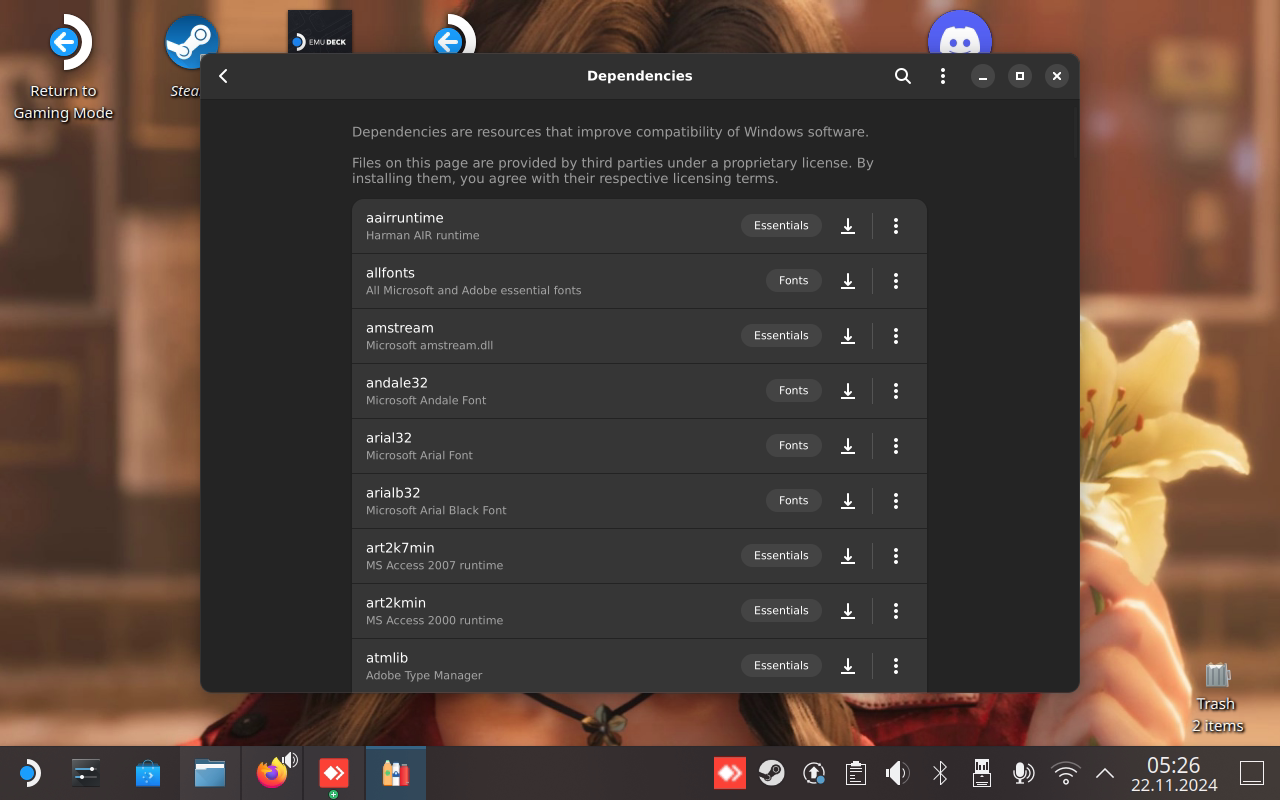 EMUDECK
Return to
Gaming Mode
Dependencies
Dependencies are resources that improve compatibility of Windows software.
Files on this page are provided by third parties under a proprietary license. By
installing them, you agree with their respective licensing terms.
aairruntime
Harman AIR runtime
Essentials
allfonts
All Microsoft and Adobe essential fonts
Fonts
amstream
Microsoft amstream.dll
Essentials
andale32
Microsoft Andale Font
Fonts
arial32
Microsoft Arial Font
Fonts
arialb32
Microsoft Arial Black Font
Fonts
art2k7min
MS Access 2007 runtime
Essentials
art2kmin
MS Access 2000 runtime
Essentials
atmlib
Adobe Type Manager
Essentials
Trash
2 items
05:26
22.11.2024